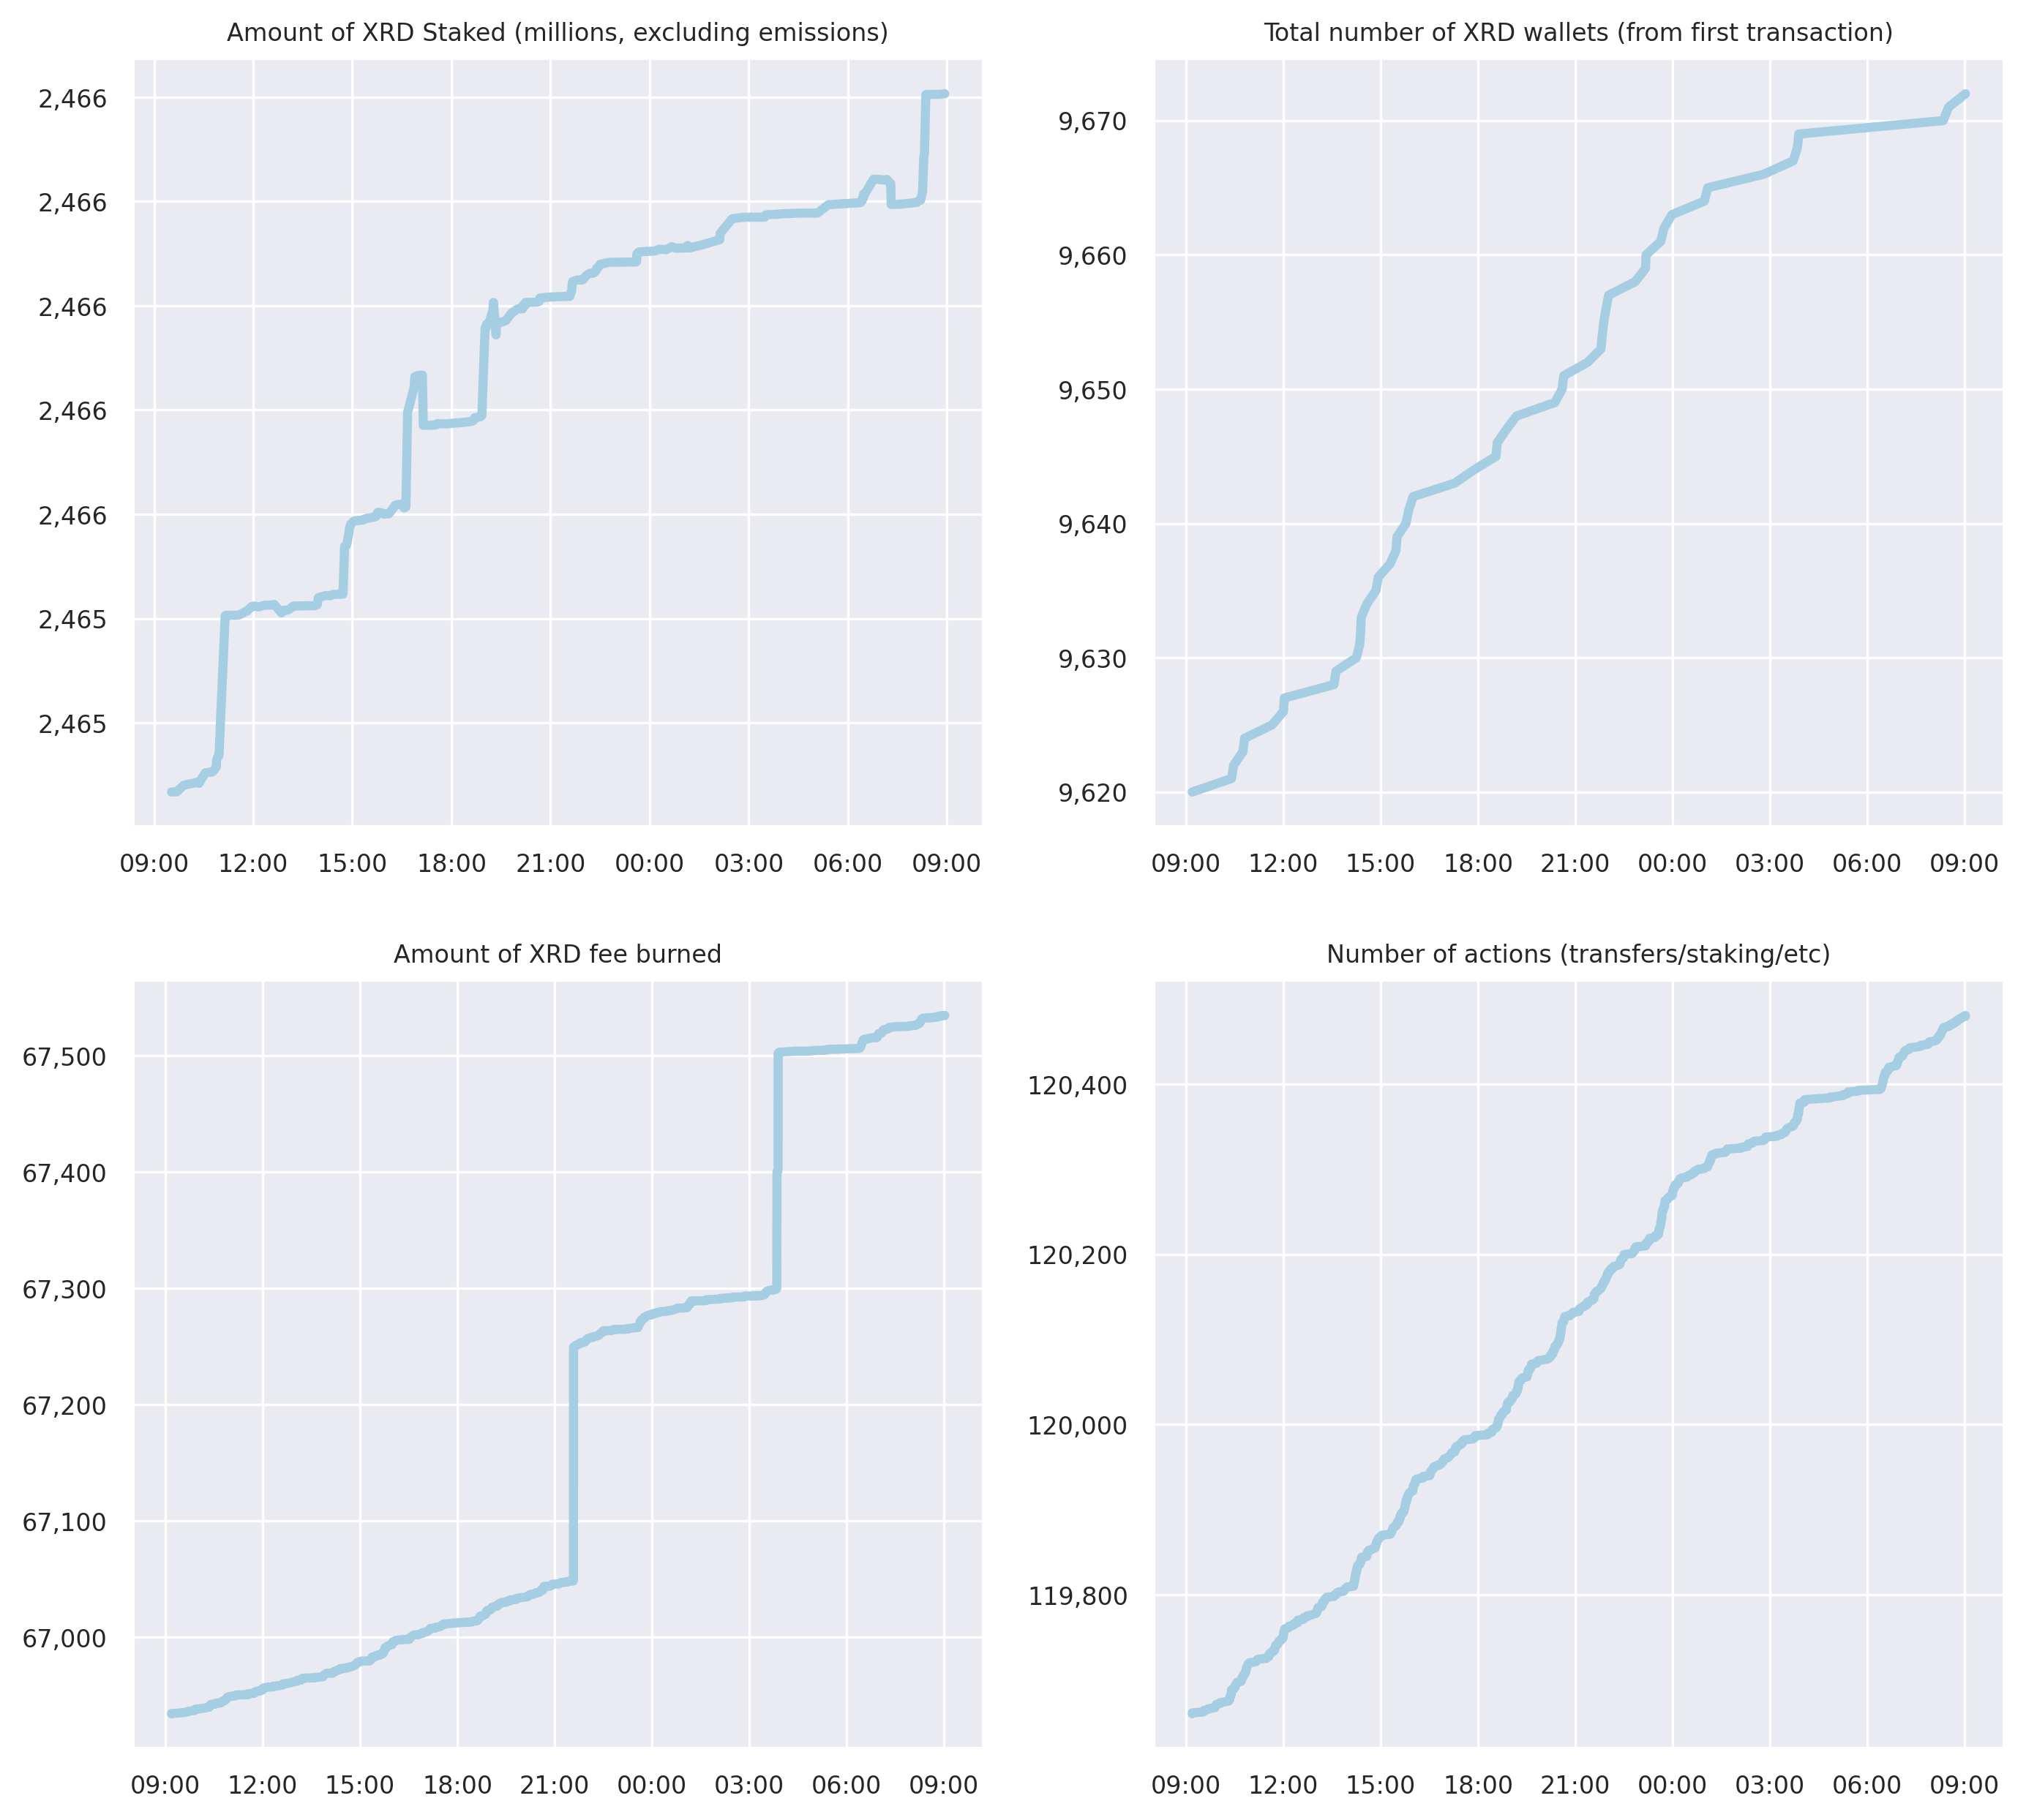 Amount of XRD Staked (millions, excluding emissions)
2,466
2,466
2,466
2,466
2,466
2,465
2,465
09:00 12:00 15:00 18:00 21:00 00:00 03:00 06:00 09:00
Total number of XRD wallets (from first transaction)
9,670
9,660
9,650
9,640
9,630
9,620
09:00 12:00 15:00 18:00 21:00 00:00 03:00 06:00 09:00
Amount of XRD fee burned
67,500
67,400
67,300
67,200
67,100
67,000
09:00 12:00 15:00 18:00 21:00 00:00 03:00 06:00 09:00
Number of actions (transfers/staking/etc)
120,400
120,200
120,000
119,800
09:00 12:00 15:00 18:00 21:00 00:00 03:00 06:00 09:00